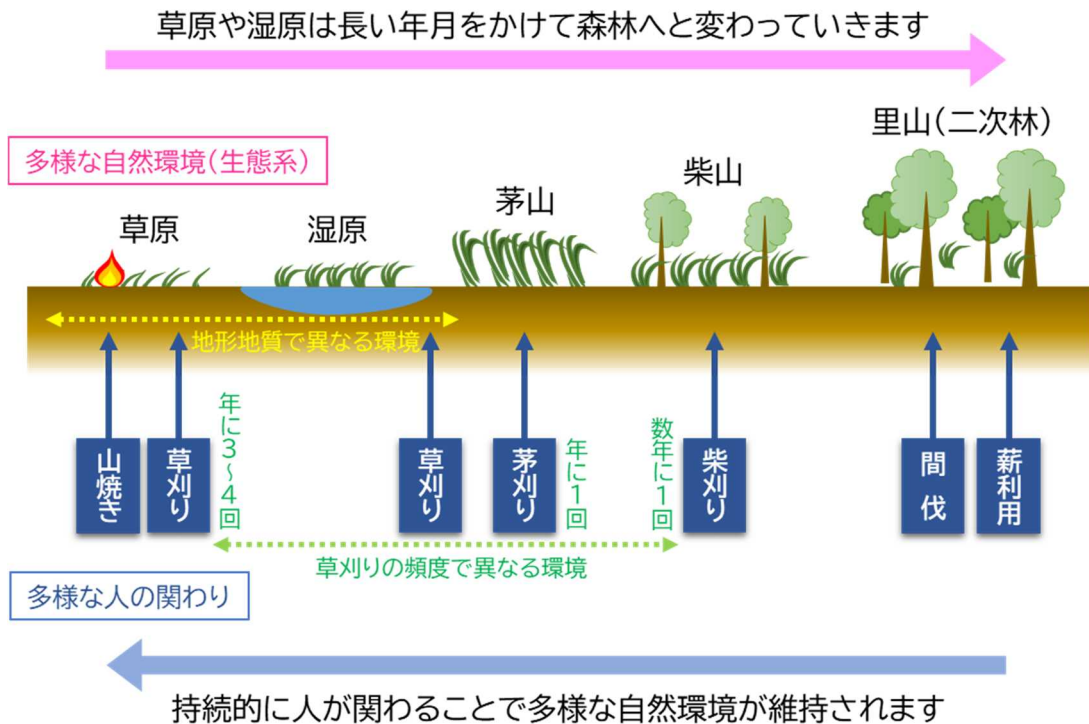 草原や湿原は長い年月をかけて森林へと変わっていきます
多様な自然環境(生態系)
草原
湿原
茅山
柴山
里山(二次林)
地形地質で異なる環境
山焼き
草刈り
年に3~4回
草刈り
茅刈り
年に1回
数年に1回
柴刈り
間伐
薪利用
草刈りの頻度で異なる環境
多様な人の関わり
持続的に人が関わることで多様な自然環境が維持されます